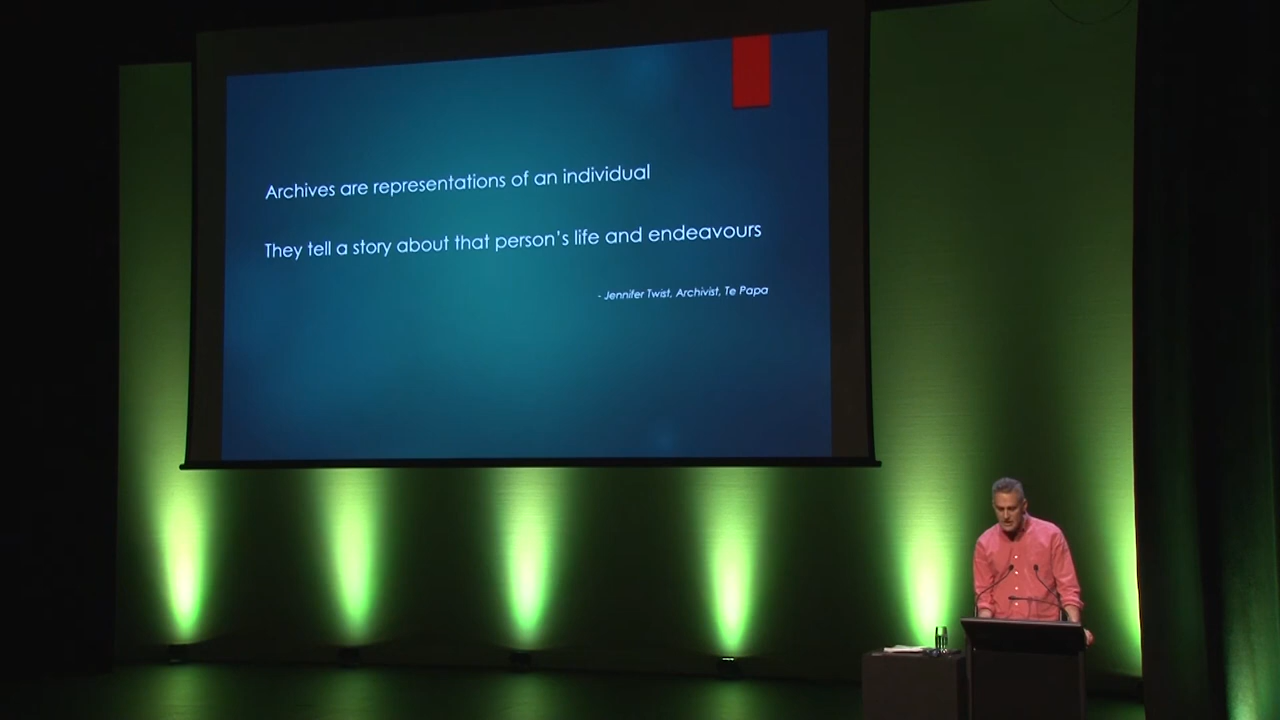 Archives are representations of an individual
They tell a story about that person's life and endeavours
- Jennifer Twist, Archivist, Te Papa